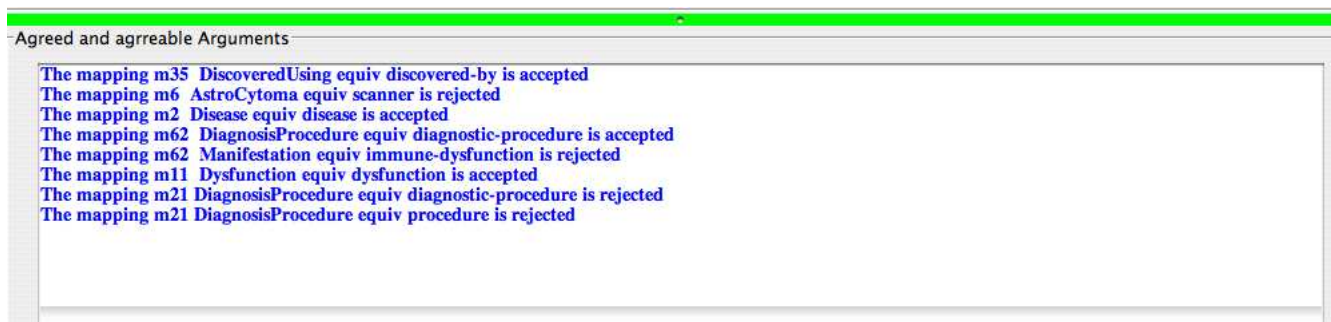 Agreed and agrreable Arguments
The mapping m35 DiscoveredUsing equiv discovered-by is accepted
The mapping m6 AstroCytoma equiv scanner is rejected
The mapping m2 Disease equiv disease is accepted
The mapping m62 DiagnosisProcedure equiv diagnostic-procedure is accepted
The mapping m62 Manifestation equiv immune-dysfunction is rejected
The mapping m11 Dysfunction equiv dysfunction is accepted
The mapping m21 DiagnosisProcedure equiv diagnostic-procedure is rejected
The mapping m21 DiagnosisProcedure equiv procedure is rejected